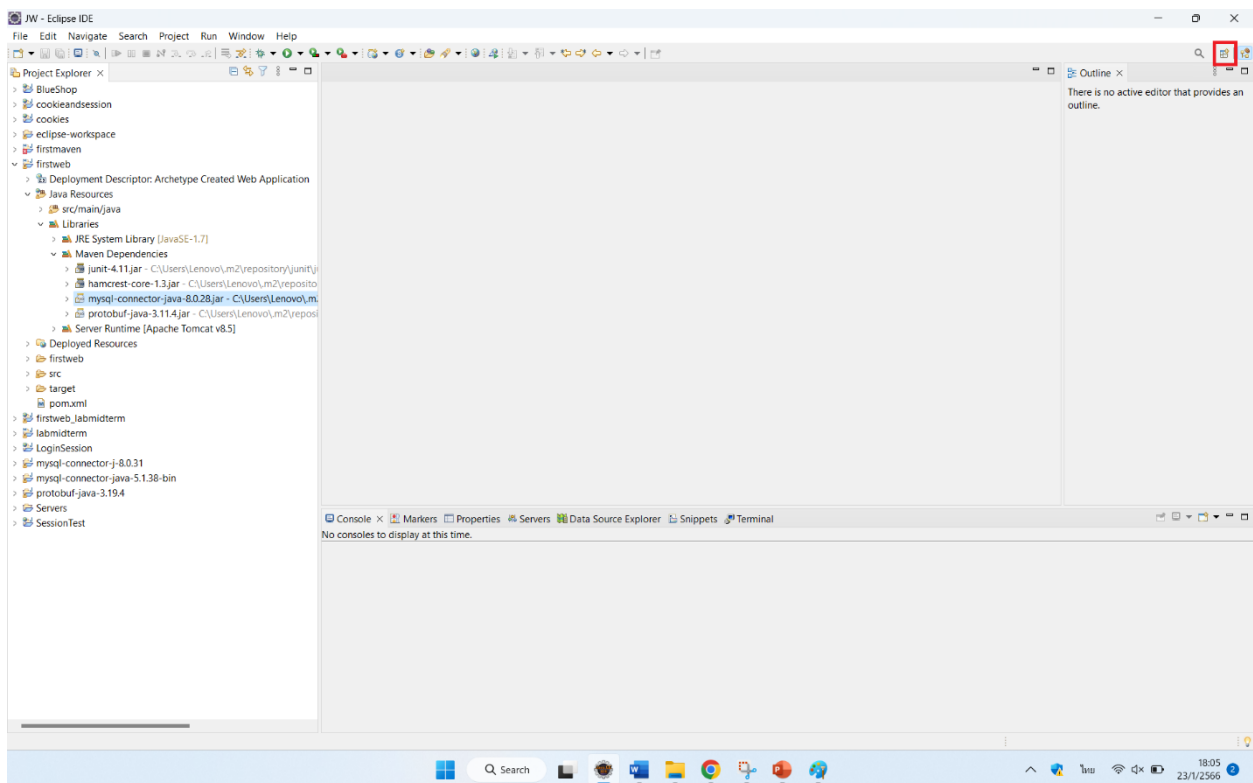 JW - Eclipse IDE
File Edit Navigate Search Project Run Window Help
Project Explorer
BlueShop
cookieandsession
cookies
eclipse-workspace
firstmaven
firstweb
Deployment Descriptor: Archetype Created Web Application
Java Resources
src/main/java
Libraries
JRE System Library [JavaSE-1.7]
Maven Dependencies
junit-4.11.jar - C:\Users\Lenovo\.m2\repository\junit\j
hamcrest-core-1.3.jar - C:\Users\Lenovo\.m2\reposito
mysql-connector-java-8.0.28.jar - C:\Users\Lenovo\.m.
protobuf-java-3.11.4.jar - C:\Users\Lenovo\.m2\reposi
Server Runtime [Apache Tomcat v8.5]
Deployed Resources
firstweb
src
target
pom.xml
firstweb_labmidterm
labmidterm
LoginSession
mysql-connector-j-8.0.31
mysql-connector-java-5.1.38-bin
protobuf-java-3.19.4
Servers
SessionTest
Outline
There is no active editor that provides an
outline.
Console Markers Properties Servers Data Source Explorer Snippets Terminal
No consoles to display at this time.
Search
ไทย
18:05
23/1/2566
2